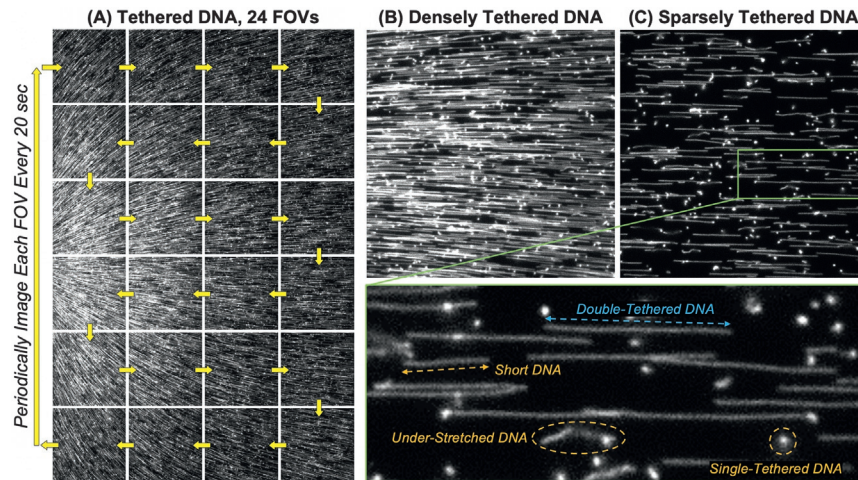 (A) Tethered DNA, 24 FOVs
(B) Densely Tethered DNA
(C) Sparsely Tethered DNA
Periodically Image Each FOV Every 20 sec
Double-Tethered DNA
Short DNA
Under-Stretched DNA
Single-Tethered DNA